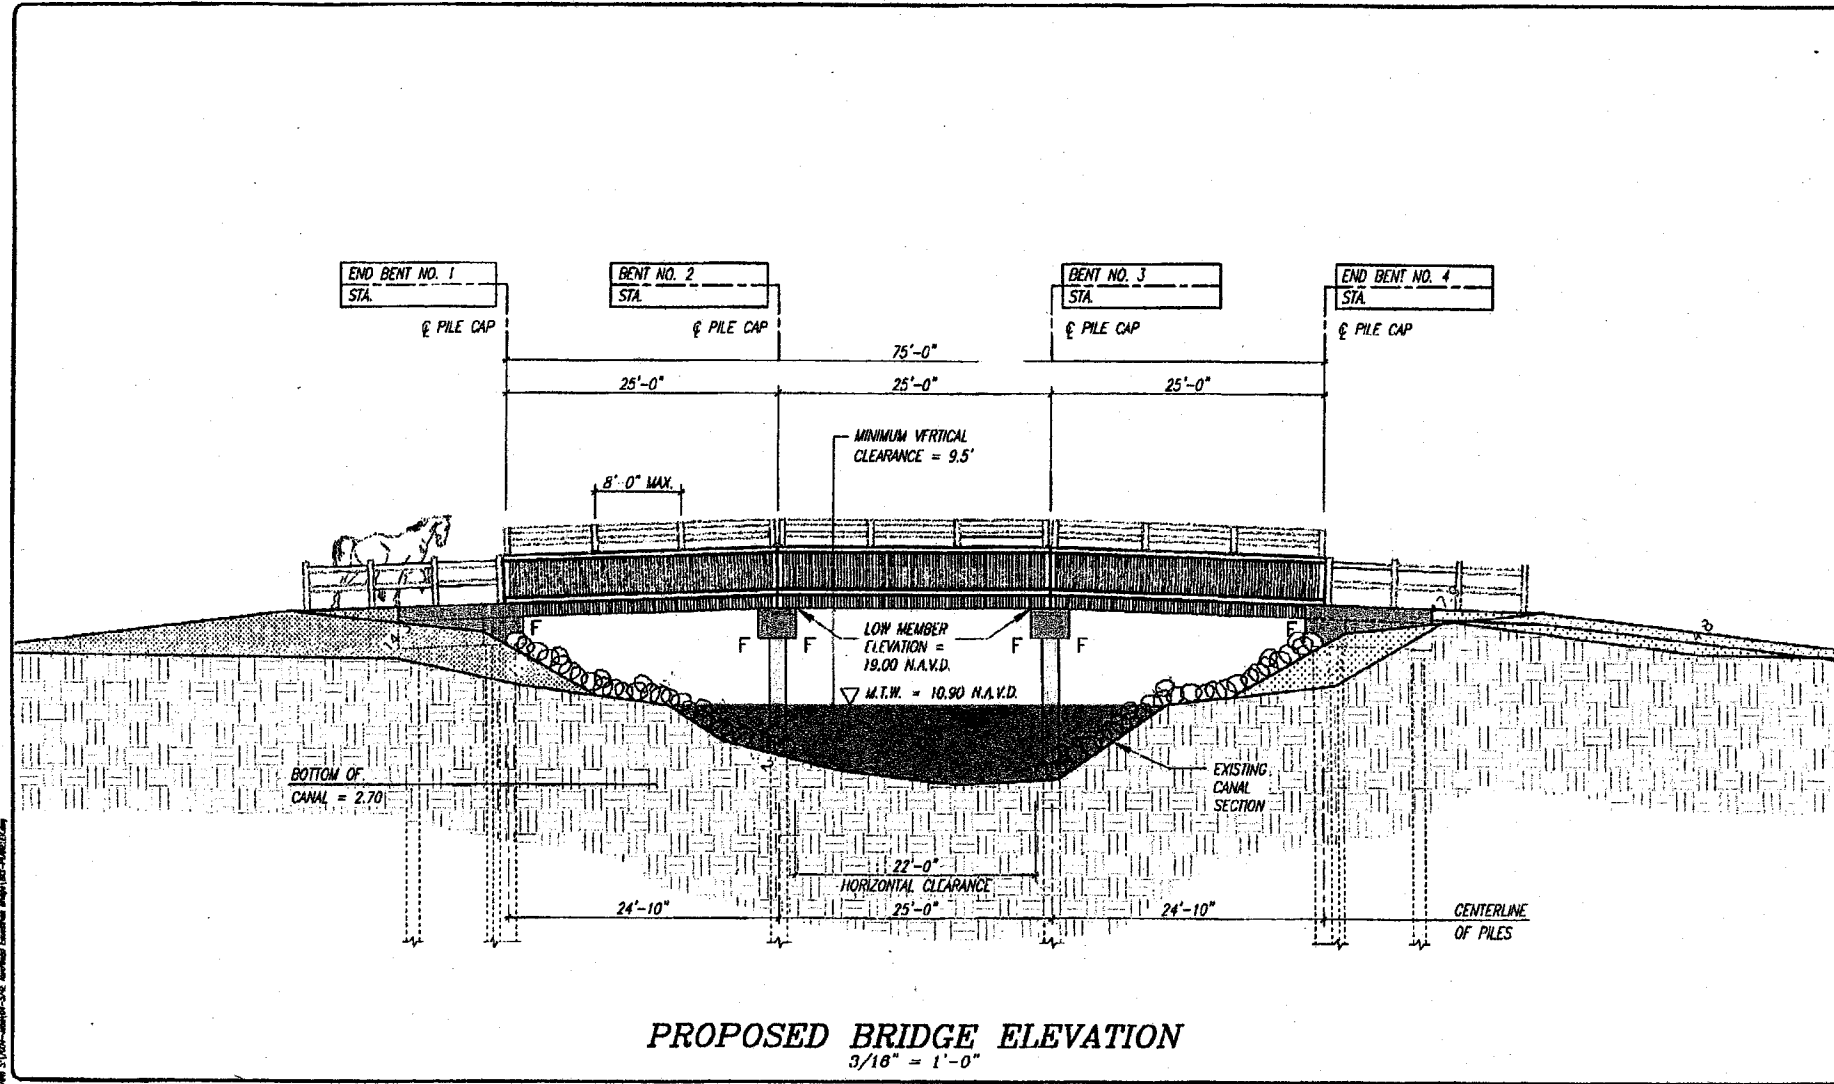 END BENT NO. 1
STA.
℄ PILE CAP
BENT NO. 2
STA.
℄ PILE CAP
BENT NO. 3
STA.
℄ PILE CAP
END BENT NO. 4
STA.
℄ PILE CAP
75'-0"
25'-0" 25'-0" 25'-0"
MINIMUM VERTICAL
CLEARANCE = 9.5'
8'-0" MAX.
F F F F F F
LOW MEMBER
ELEVATION =
19.00 N.A.V.D.
M.T.W. = 10.90 N.A.V.D.
BOTTOM OF
CANAL = 2.70
EXISTING
CANAL
SECTION
22'-0"
HORIZONTAL CLEARANCE
24'-10" 25'-0" 24'-10"
CENTERLINE
OF PILES
PROPOSED BRIDGE ELEVATION
3/16" = 1'-0"